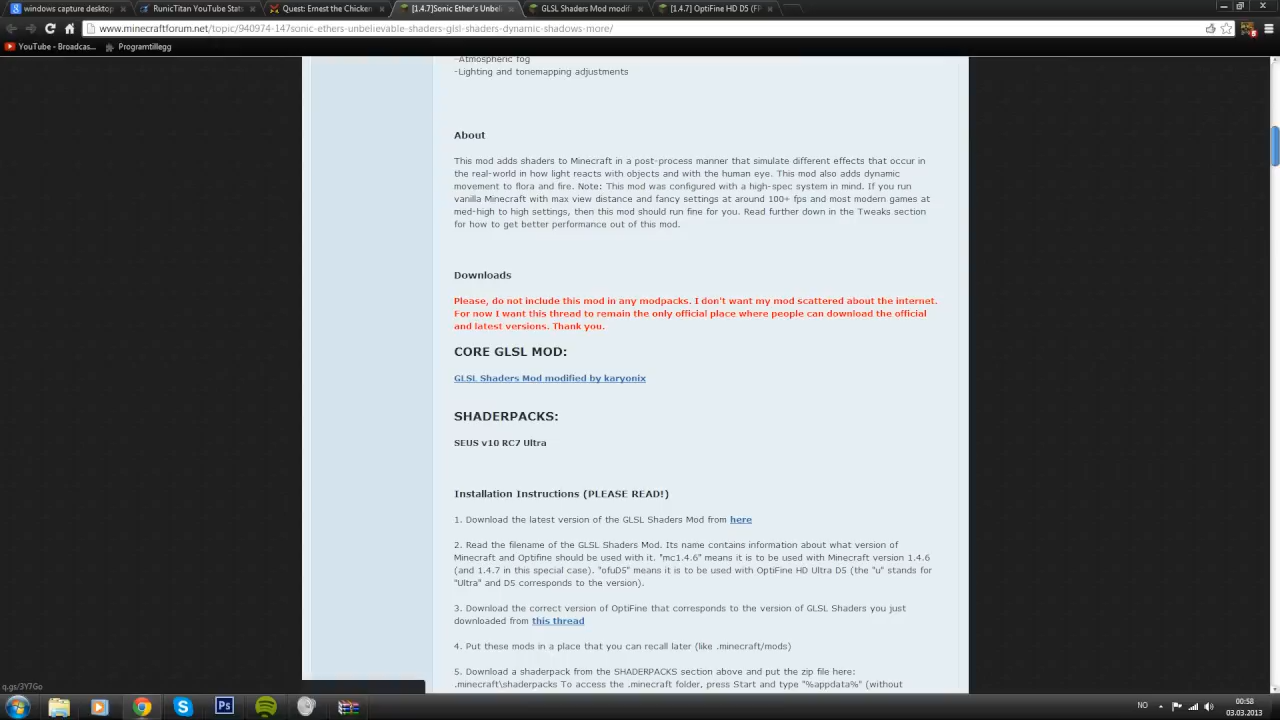 windows capture desktop
RunicTitan YouTube Stats
Quest: Ernest the Chicken
[1.4.7]Sonic Ether's Unbel
GLSL Shaders Mod modifi
[1.4.7] OptiFine HD D5 (FP
www.minecraftforum.net/topic/940974-147sonic-ethers-unbelievable-shaders-glsl-shaders-dynamic-shadows-more/
YouTube - Broadcas...
Programtillegg
-Atmospheric fog
-Lighting and tonemapping adjustments
About
This mod adds shaders to Minecraft in a post-process manner that simulate different effects that occur in
the real-world in how light reacts with objects and with the human eye. This mod also adds dynamic
movement to flora and fire. Note: This mod was configured with a high-spec system in mind. If you run
vanilla Minecraft with max view distance and fancy settings at around 100+ fps and most modern games at
med-high to high settings, then this mod should run fine for you. Read further down in the Tweaks section
for how to get better performance out of this mod.
Downloads
Please, do not include this mod in any modpacks. I don't want my mod scattered about the internet.
For now I want this thread to remain the only official place where people can download the official
and latest versions. Thank you.
CORE GLSL MOD:
GLSL Shaders Mod modified by karyonix
SHADERPACKS:
SEUS v10 RC7 Ultra
Installation Instructions (PLEASE READ!)
1. Download the latest version of the GLSL Shaders Mod from here
2. Read the filename of the GLSL Shaders Mod. Its name contains information about what version of
Minecraft and Optifine should be used with it. "mc1.4.6" means it is to be used with Minecraft version 1.4.6
(and 1.4.7 in this special case). "ofuD5" means it is to be used with OptiFine HD Ultra D5 (the "u" stands for
"Ultra" and D5 corresponds to the version).
3. Download the correct version of OptiFine that corresponds to the version of GLSL Shaders you just
downloaded from this thread
4. Put these mods in a place that you can recall later (like .minecraft/mods)
5. Download a shaderpack from the SHADERPACKS section above and put the zip file here:
.minecraft\shaderpacks To access the .minecraft folder, press Start and type "%appdata%" (without
q.gs/3Y7Go
NO
00:58
03.03.2013